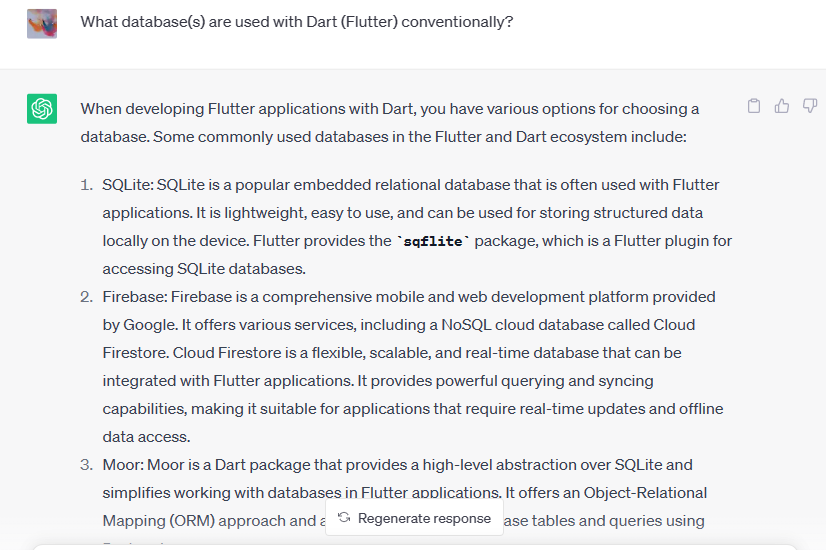 What database(s) are used with Dart (Flutter) conventionally?
When developing Flutter applications with Dart, you have various options for choosing a
database. Some commonly used databases in the Flutter and Dart ecosystem include:
1. SQLite: SQLite is a popular embedded relational database that is often used with Flutter
applications. It is lightweight, easy to use, and can be used for storing structured data
locally on the device. Flutter provides the `sqflite` package, which is a Flutter plugin for
accessing SQLite databases.
2. Firebase: Firebase is a comprehensive mobile and web development platform provided
by Google. It offers various services, including a NoSQL cloud database called Cloud
Firestore. Cloud Firestore is a flexible, scalable, and real-time database that can be
integrated with Flutter applications. It provides powerful querying and syncing
capabilities, making it suitable for applications that require real-time updates and offline
data access.
3. Moor: Moor is a Dart package that provides a high-level abstraction over SQLite and
simplifies working with databases in Flutter applications. It offers an Object-Relational
Mapping (ORM) approach and a
Regenerate response
ase tables and queries using